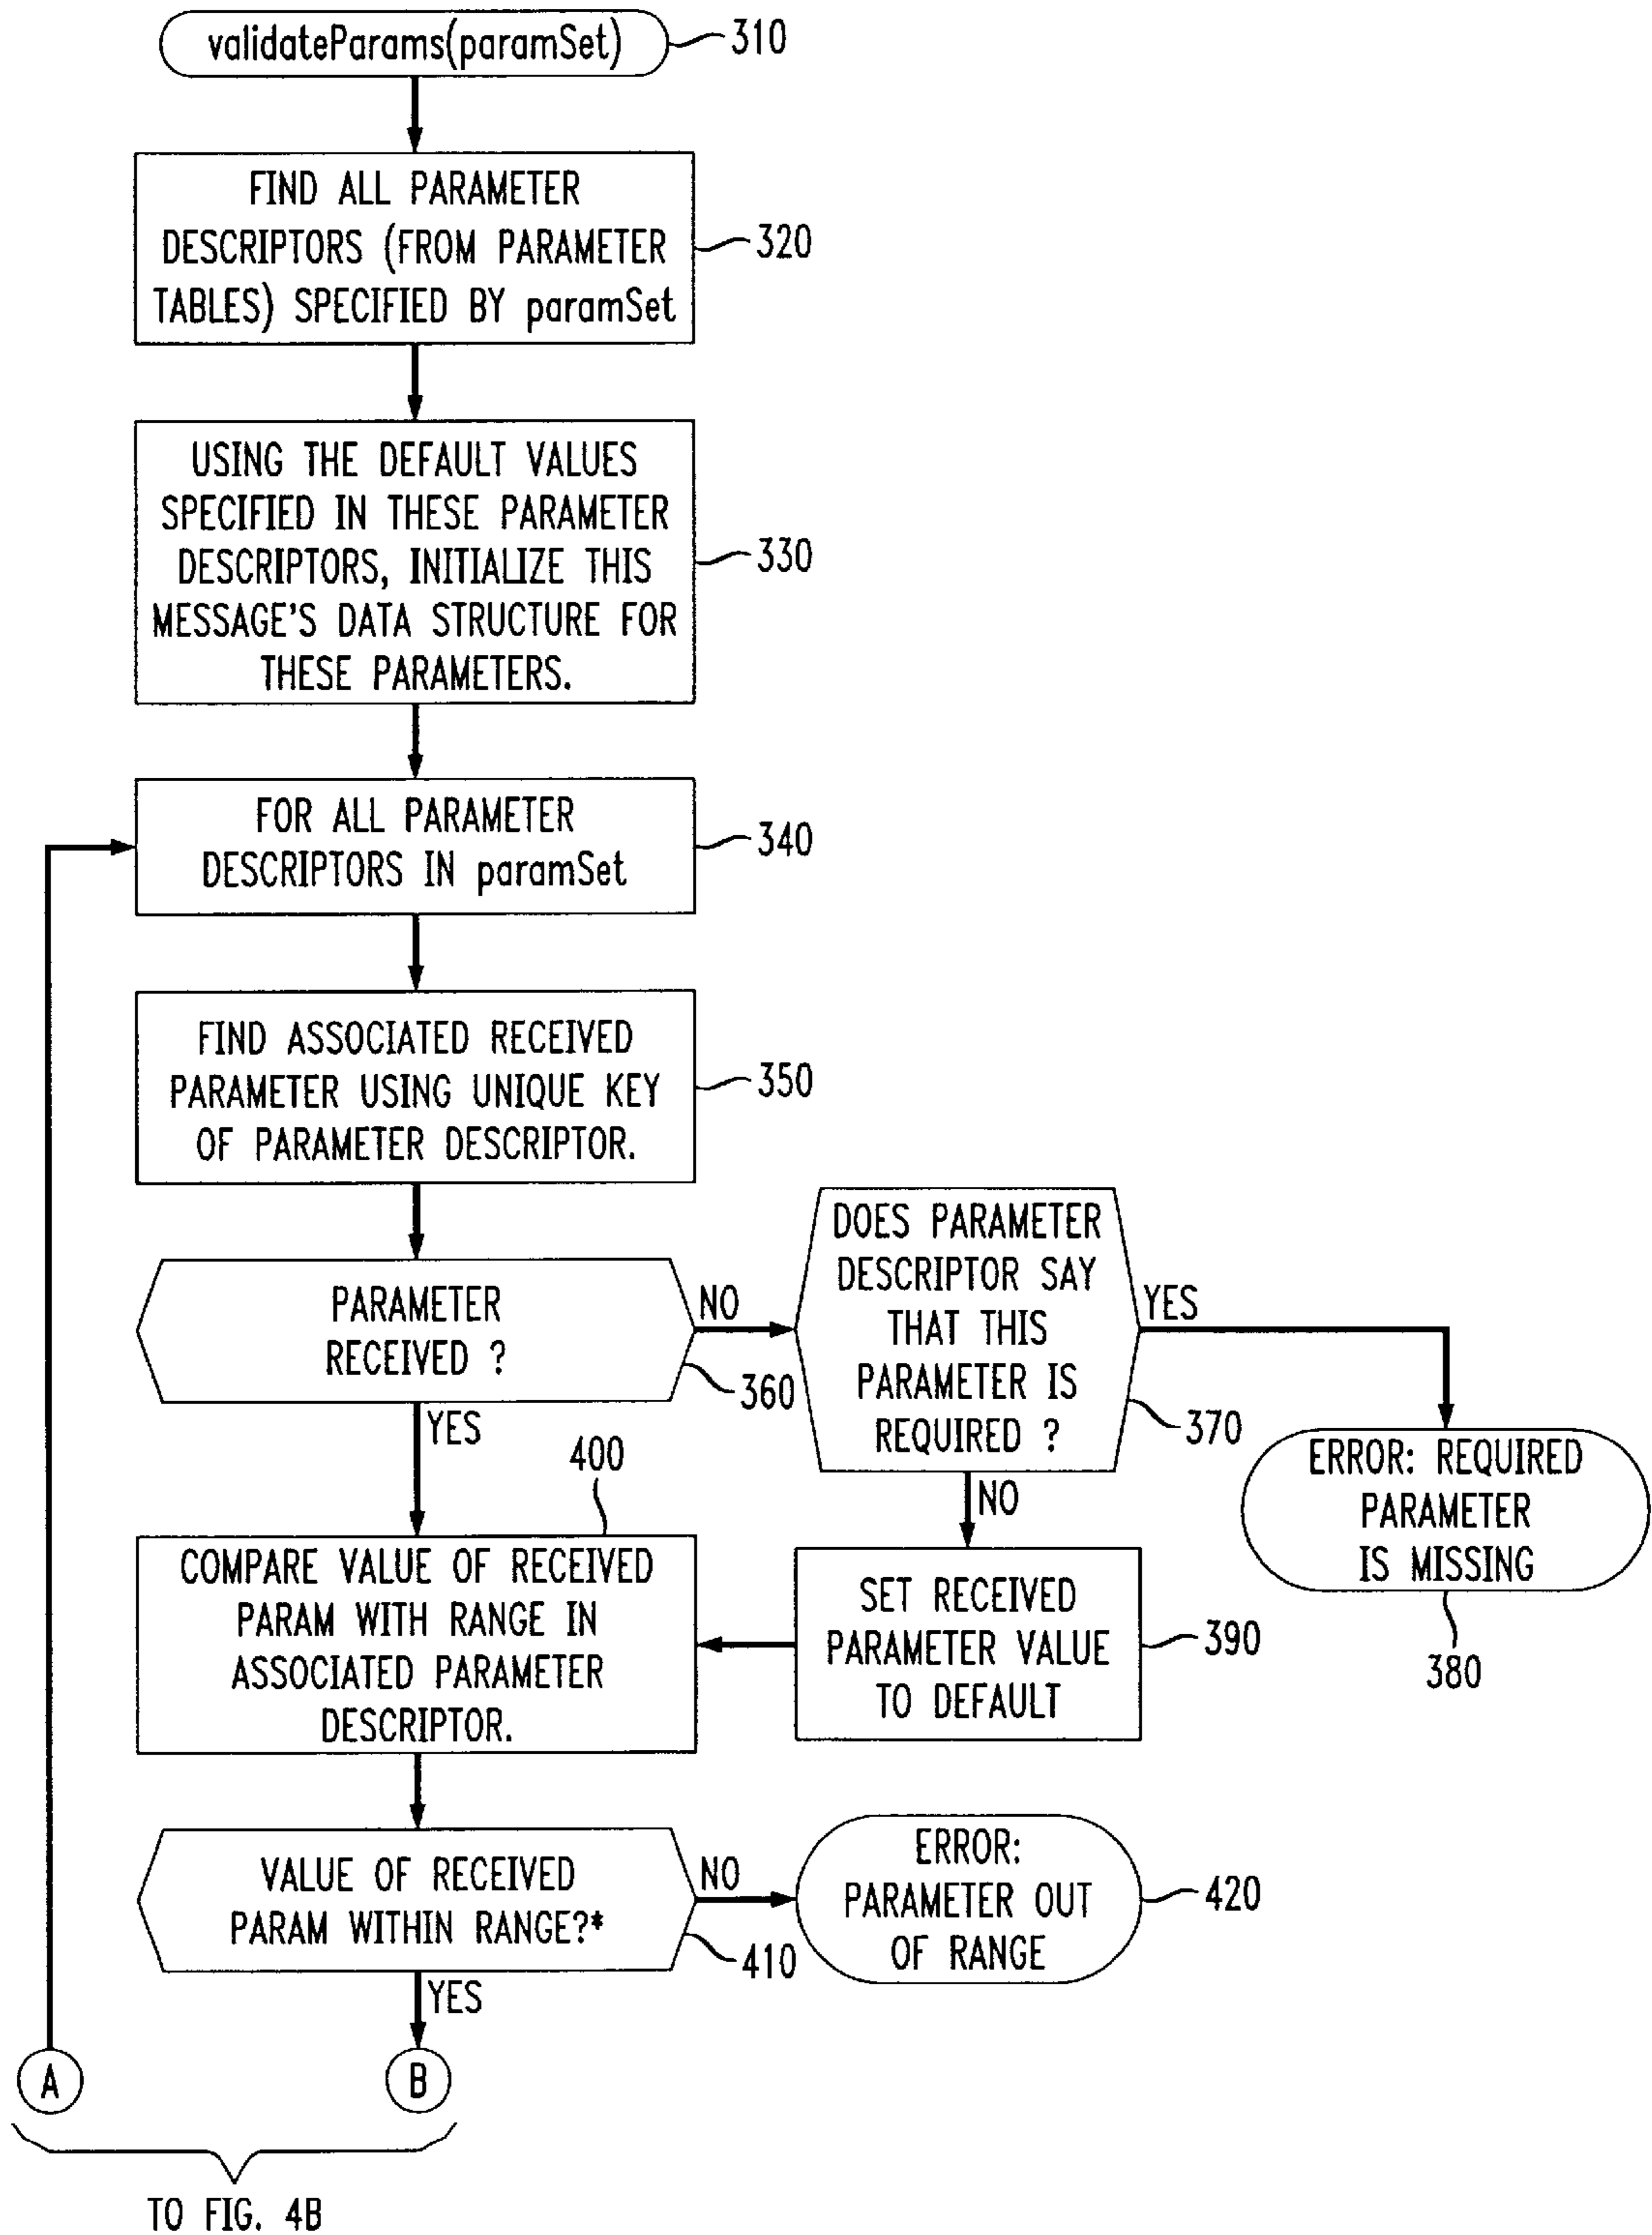 validateParams(paramSet)
310
FIND ALL PARAMETER
DESCRIPTORS (FROM PARAMETER
TABLES) SPECIFIED BY paramSet
320
USING THE DEFAULT VALUES
SPECIFIED IN THESE PARAMETER
DESCRIPTORS, INITIALIZE THIS
MESSAGE'S DATA STRUCTURE FOR
THESE PARAMETERS.
330
FOR ALL PARAMETER
DESCRIPTORS IN paramSet
340
FIND ASSOCIATED RECEIVED
PARAMETER USING UNIQUE KEY
OF PARAMETER DESCRIPTOR.
350
PARAMETER
RECEIVED ?
360
NO
YES
DOES PARAMETER
DESCRIPTOR SAY
THAT THIS
PARAMETER IS
REQUIRED ?
370
YES
NO
ERROR: REQUIRED
PARAMETER
IS MISSING
380
SET RECEIVED
PARAMETER VALUE
TO DEFAULT
390
400
COMPARE VALUE OF RECEIVED
PARAM WITH RANGE IN
ASSOCIATED PARAMETER
DESCRIPTOR.
VALUE OF RECEIVED
PARAM WITHIN RANGE?*
410
NO
YES
ERROR:
PARAMETER OUT
OF RANGE
420
A
B
TO FIG. 4B